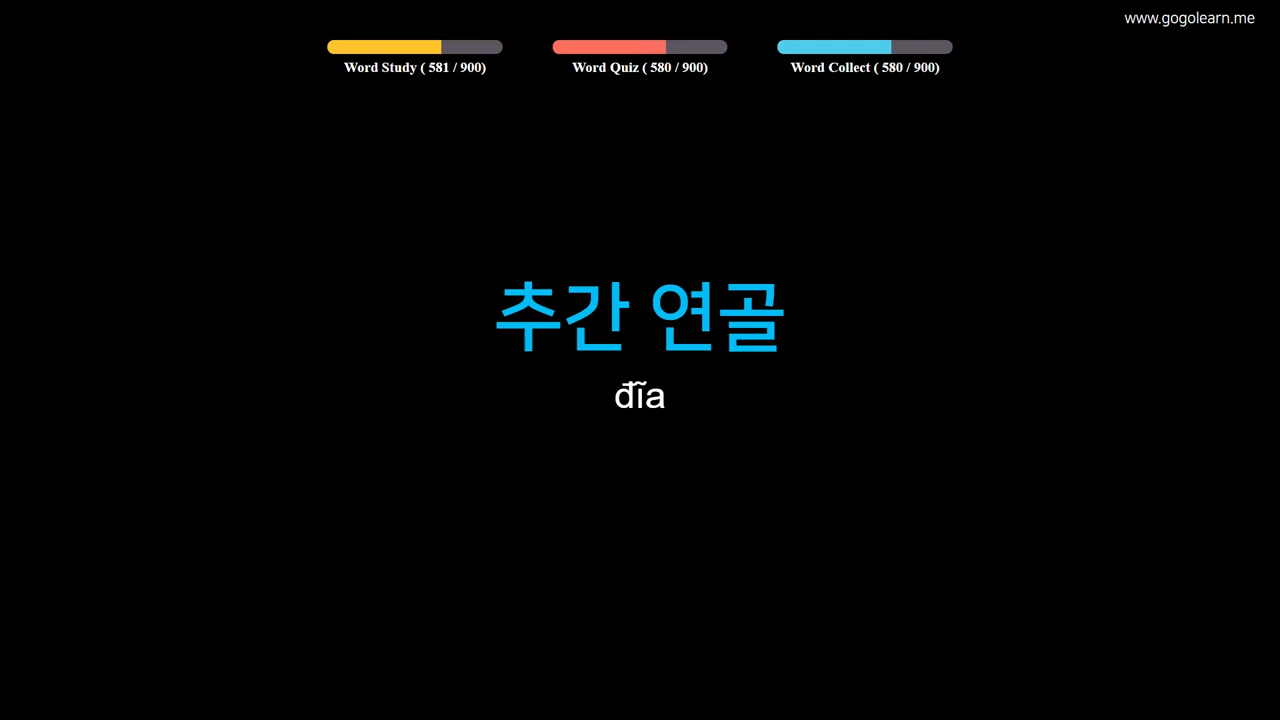 www.gogolearn.me
Word Study ( 581 / 900)
Word Quiz ( 580 / 900)
Word Collect ( 580 / 900)
추간 연골
đĩa